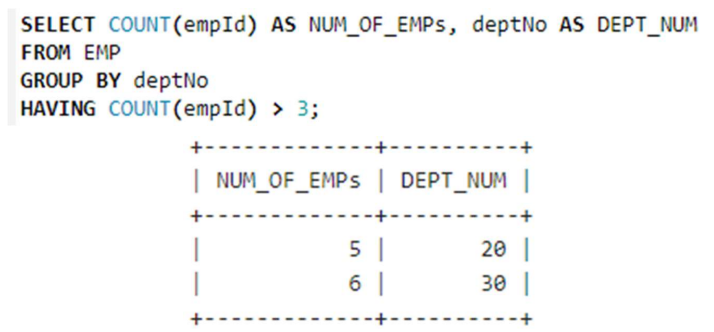 SELECT COUNT(empId) AS NUM_OF_EMPs, deptNo AS DEPT_NUM
FROM EMP
GROUP BY deptNo
HAVING COUNT(empId) > 3;
+-------------+----------+
| NUM_OF_EMPs | DEPT_NUM |
+-------------+----------+
|           5 |       20 |
|           6 |       30 |
+-------------+----------+